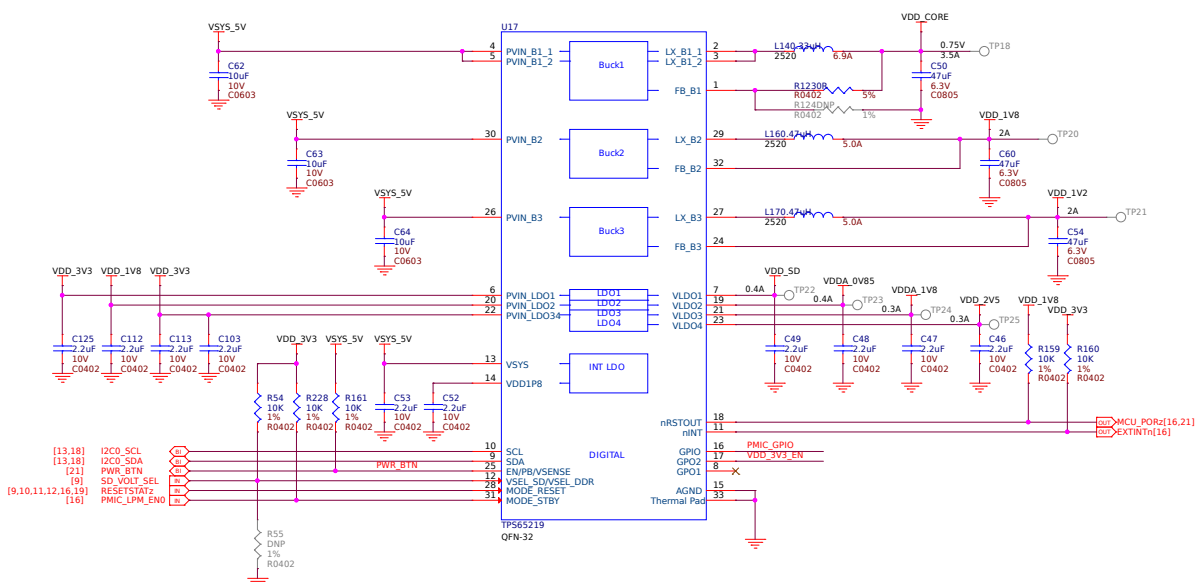 VSYS_5V
U17
VDD_CORE
4 PVIN_B1_1
5 PVIN_B1_2
Buck1
LX_B1_1 2
LX_B1_2 3
FB_B1 1
2520
6.9A
0.75V
3.5A
TP18
C62
10uF
10V
C0603
C50
47uF
6.3V
C0805
R1230R
R0402
5%
R124DNP
R0402
1%
VSYS_5V
30 PVIN_B2
Buck2
LX_B2 29
FB_B2 32
L160.47uH
2520
5.0A
VDD_1V8
2A
TP20
C63
10uF
10V
C0603
C60
47uF
6.3V
C0805
VSYS_5V
26 PVIN_B3
Buck3
LX_B3 27
FB_B3 24
L170.47uH
2520
5.0A
VDD_1V2
2A
TP21
C64
10uF
10V
C0603
C54
47uF
6.3V
C0805
VDD_3V3
VDD_1V8
VDD_3V3
6 PVIN_LDO1
20 PVIN_LDO2
22 PVIN_LDO34
LDO1
LDO2
LDO3
LDO4
VLDO1 7
VLDO2 19
VLDO3 21
VLDO4 23
VDD_SD
0.4A
TP22
VDDA_0V85
0.4A
TP23
VDDA_1V8
0.3A
TP24
VDD_2V5
0.3A
TP25
VDD_1V8
VDD_3V3
C125
2.2uF
10V
C0402
C112
2.2uF
10V
C0402
C113
2.2uF
10V
C0402
C103
2.2uF
10V
C0402
C49
2.2uF
10V
C0402
C48
2.2uF
10V
C0402
C47
2.2uF
10V
C0402
C46
2.2uF
10V
C0402
R159
10K
1%
R0402
R160
10K
1%
R0402
VDD_3V3
VSYS_5V
VSYS_5V
13 VSYS
14 VDD1P8
INT LDO
R54
10K
1%
R0402
R228
10K
1%
R0402
R161
10K
1%
R0402
C53
2.2uF
10V
C0402
C52
2.2uF
10V
C0402
nRSTOUT 18
nINT 11
OUT MCU_PORz[16,21]
OUT EXTINTn[16]
DIGITAL
[13,18] I2C0_SCL BI 10 SCL
[13,18] I2C0_SDA BI 9 SDA
[21] PWR_BTN BI PWR_BTN 25 EN/PB/VSENSE
[9] SD_VOLT_SEL IN 12 VSEL_SD/VSEL_DDR
[9,10,11,12,16,19] RESETSTATz IN 28 MODE_RESET
[16] PMIC_LPM_EN0 IN 31 MODE_STBY
GPIO 16 PMIC_GPIO
GPO2 17 VDD_3V3_EN
GPO1 8
AGND 15
Thermal Pad 33
TPS65219
QFN-32
R55
DNP
1%
R0402